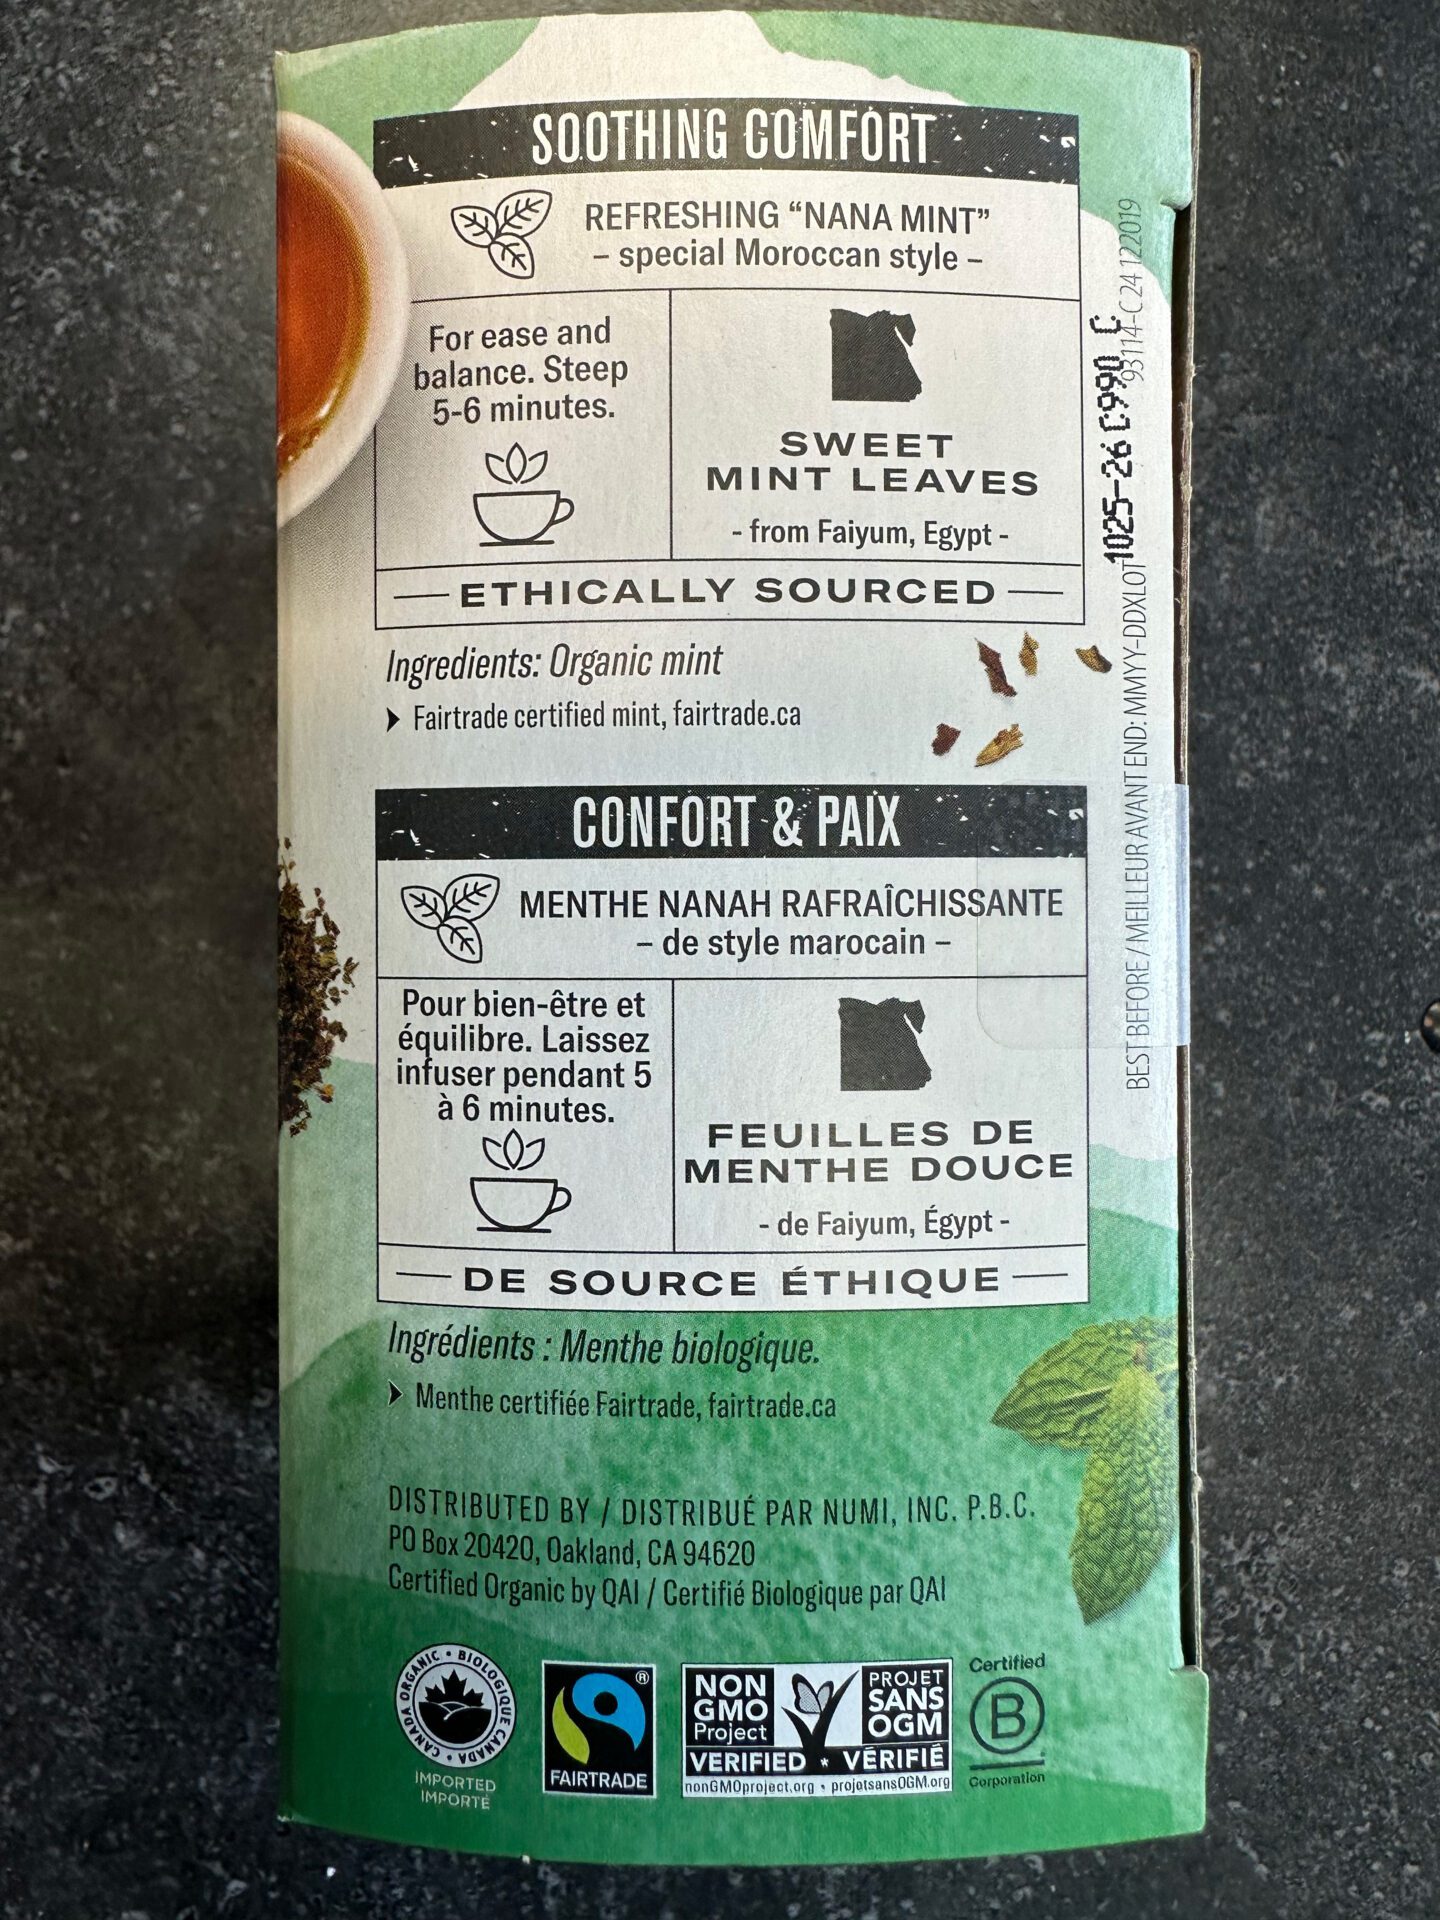 SOOTHING COMFORT
REFRESHING “NANA MINT”
– special Moroccan style –
For ease and
balance. Steep
5-6 minutes.
SWEET
MINT LEAVES
- from Faiyum, Egypt -
ETHICALLY SOURCED
Ingredients: Organic mint
Fairtrade certified mint, fairtrade.ca
CONFORT & PAIX
MENTHE NANAH RAFRAÎCHISSANTE
– de style marocain –
Pour bien-être et
équilibre. Laissez
infuser pendant 5
à 6 minutes.
FEUILLES DE
MENTHE DOUCE
- de Faiyum, Égypt -
DE SOURCE ÉTHIQUE
Ingrédients : Menthe biologique.
Menthe certifiée Fairtrade, fairtrade.ca
DISTRIBUTED BY / DISTRIBUÉ PAR NUMI, INC. P.B.C.
PO Box 20420, Oakland, CA 94620
Certified Organic by QAI / Certifié Biologique par QAI
CANADA ORGANIC • BIOLOGIQUE CANADA •
IMPORTED
IMPORTÉ
FAIRTRADE
®
NON
GMO
Project
PROJET
SANS
OGM
VERIFIED * VÉRIFIÉ
nonGMOproject.org • projetsansOGM.org
Certified
B
Corporation
BEST BEFORE / MEILLEUR AVANT END: MMYY-DDXLOT
1025-26 C990 C
93114-C 24 122019